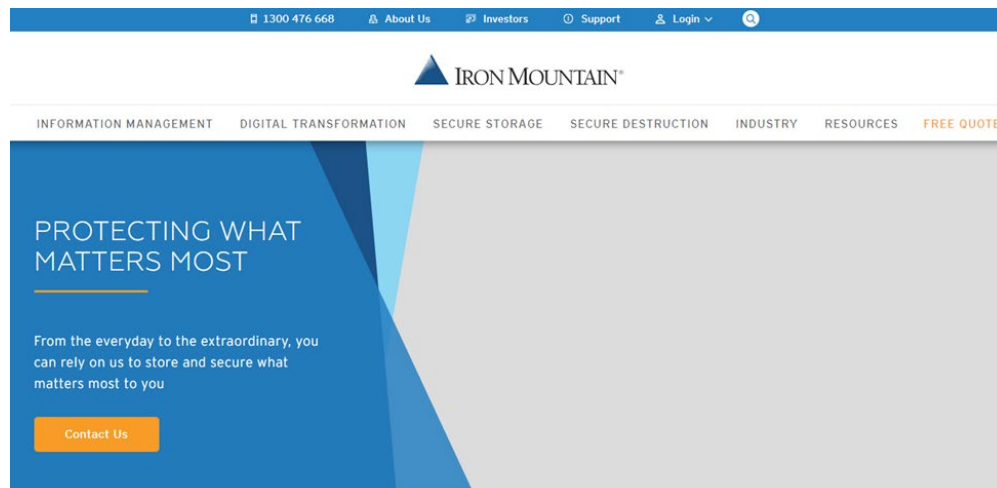 1300 476 668 About Us Investors Support Login
IRON MOUNTAIN®
INFORMATION MANAGEMENT DIGITAL TRANSFORMATION SECURE STORAGE SECURE DESTRUCTION INDUSTRY RESOURCES FREE QUOTE
PROTECTING WHAT
MATTERS MOST
From the everyday to the extraordinary, you
can rely on us to store and secure what
matters most to you
Contact Us